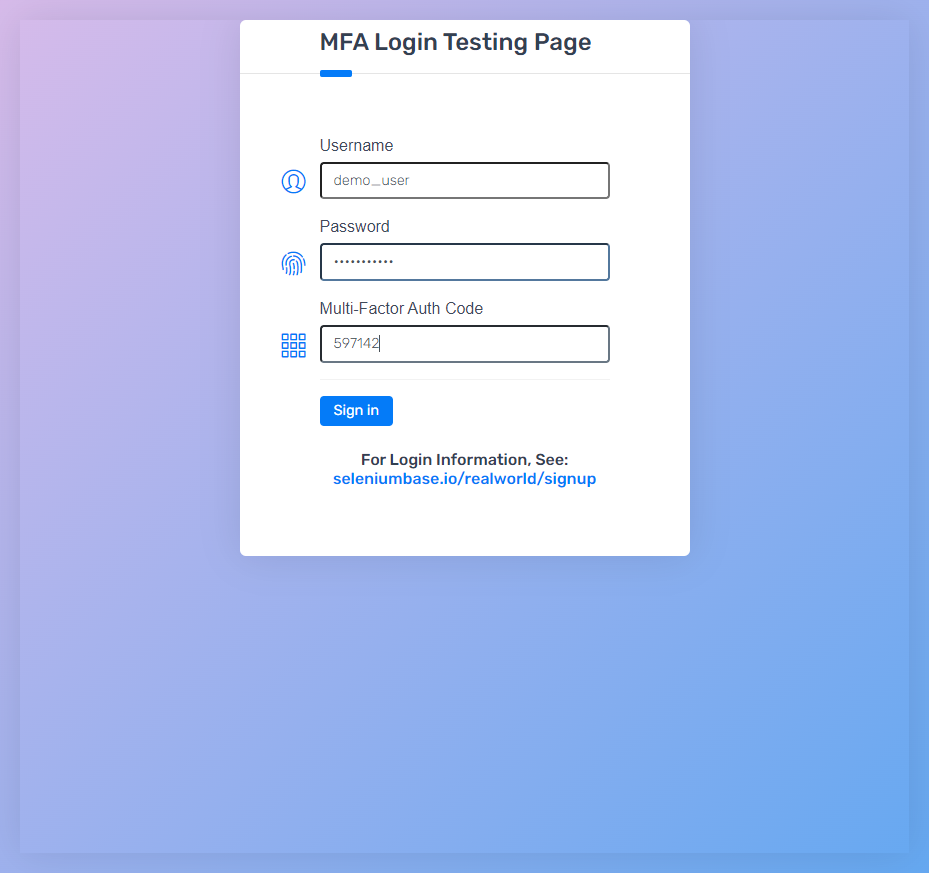 MFA Login Testing Page
Username
demo_user
Password
•••••••••••
Multi-Factor Auth Code
597142
Sign in
For Login Information, See:
seleniumbase.io/realworld/signup